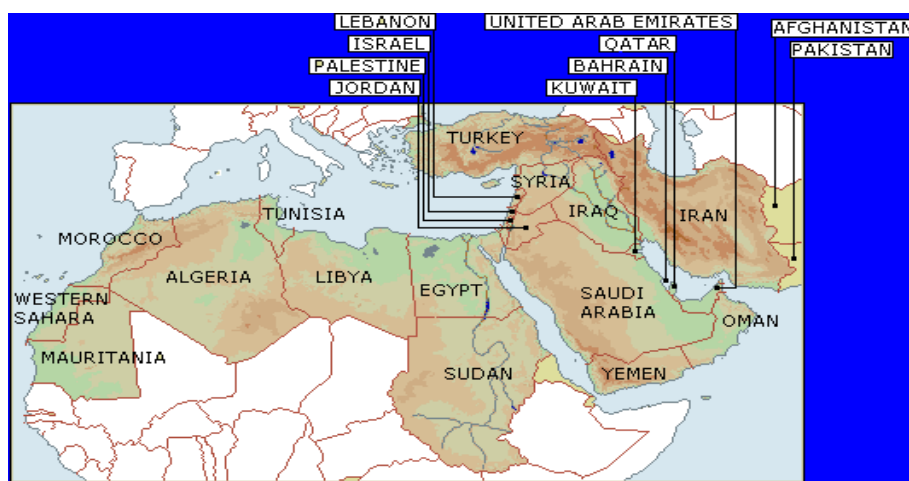 LEBANON
UNITED ARAB EMIRATES
AFGHANISTAN
ISRAEL
QATAR
PAKISTAN
PALESTINE
BAHRAIN
JORDAN
KUWAIT
TURKEY
SYRIA
TUNISIA
IRAQ
IRAN
MOROCCO
ALGERIA
LIBYA
EGYPT
SAUDI
ARABIA
WESTERN
SAHARA
OMAN
MAURITANIA
SUDAN
YEMEN